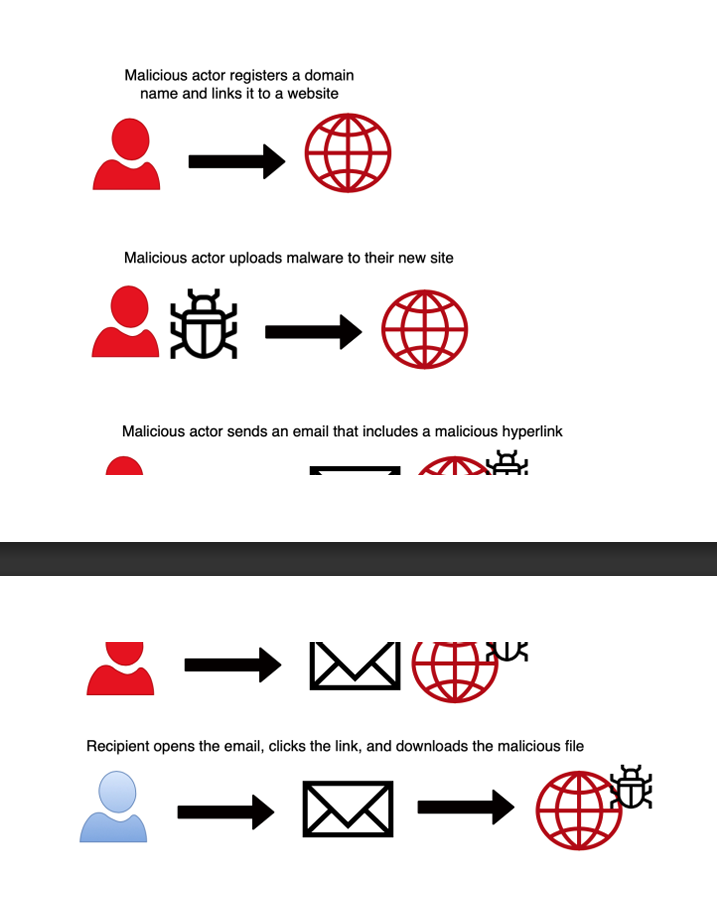 Malicious actor registers a domain
name and links it to a website
Malicious actor uploads malware to their new site
Malicious actor sends an email that includes a malicious hyperlink
Recipient opens the email, clicks the link, and downloads the malicious file